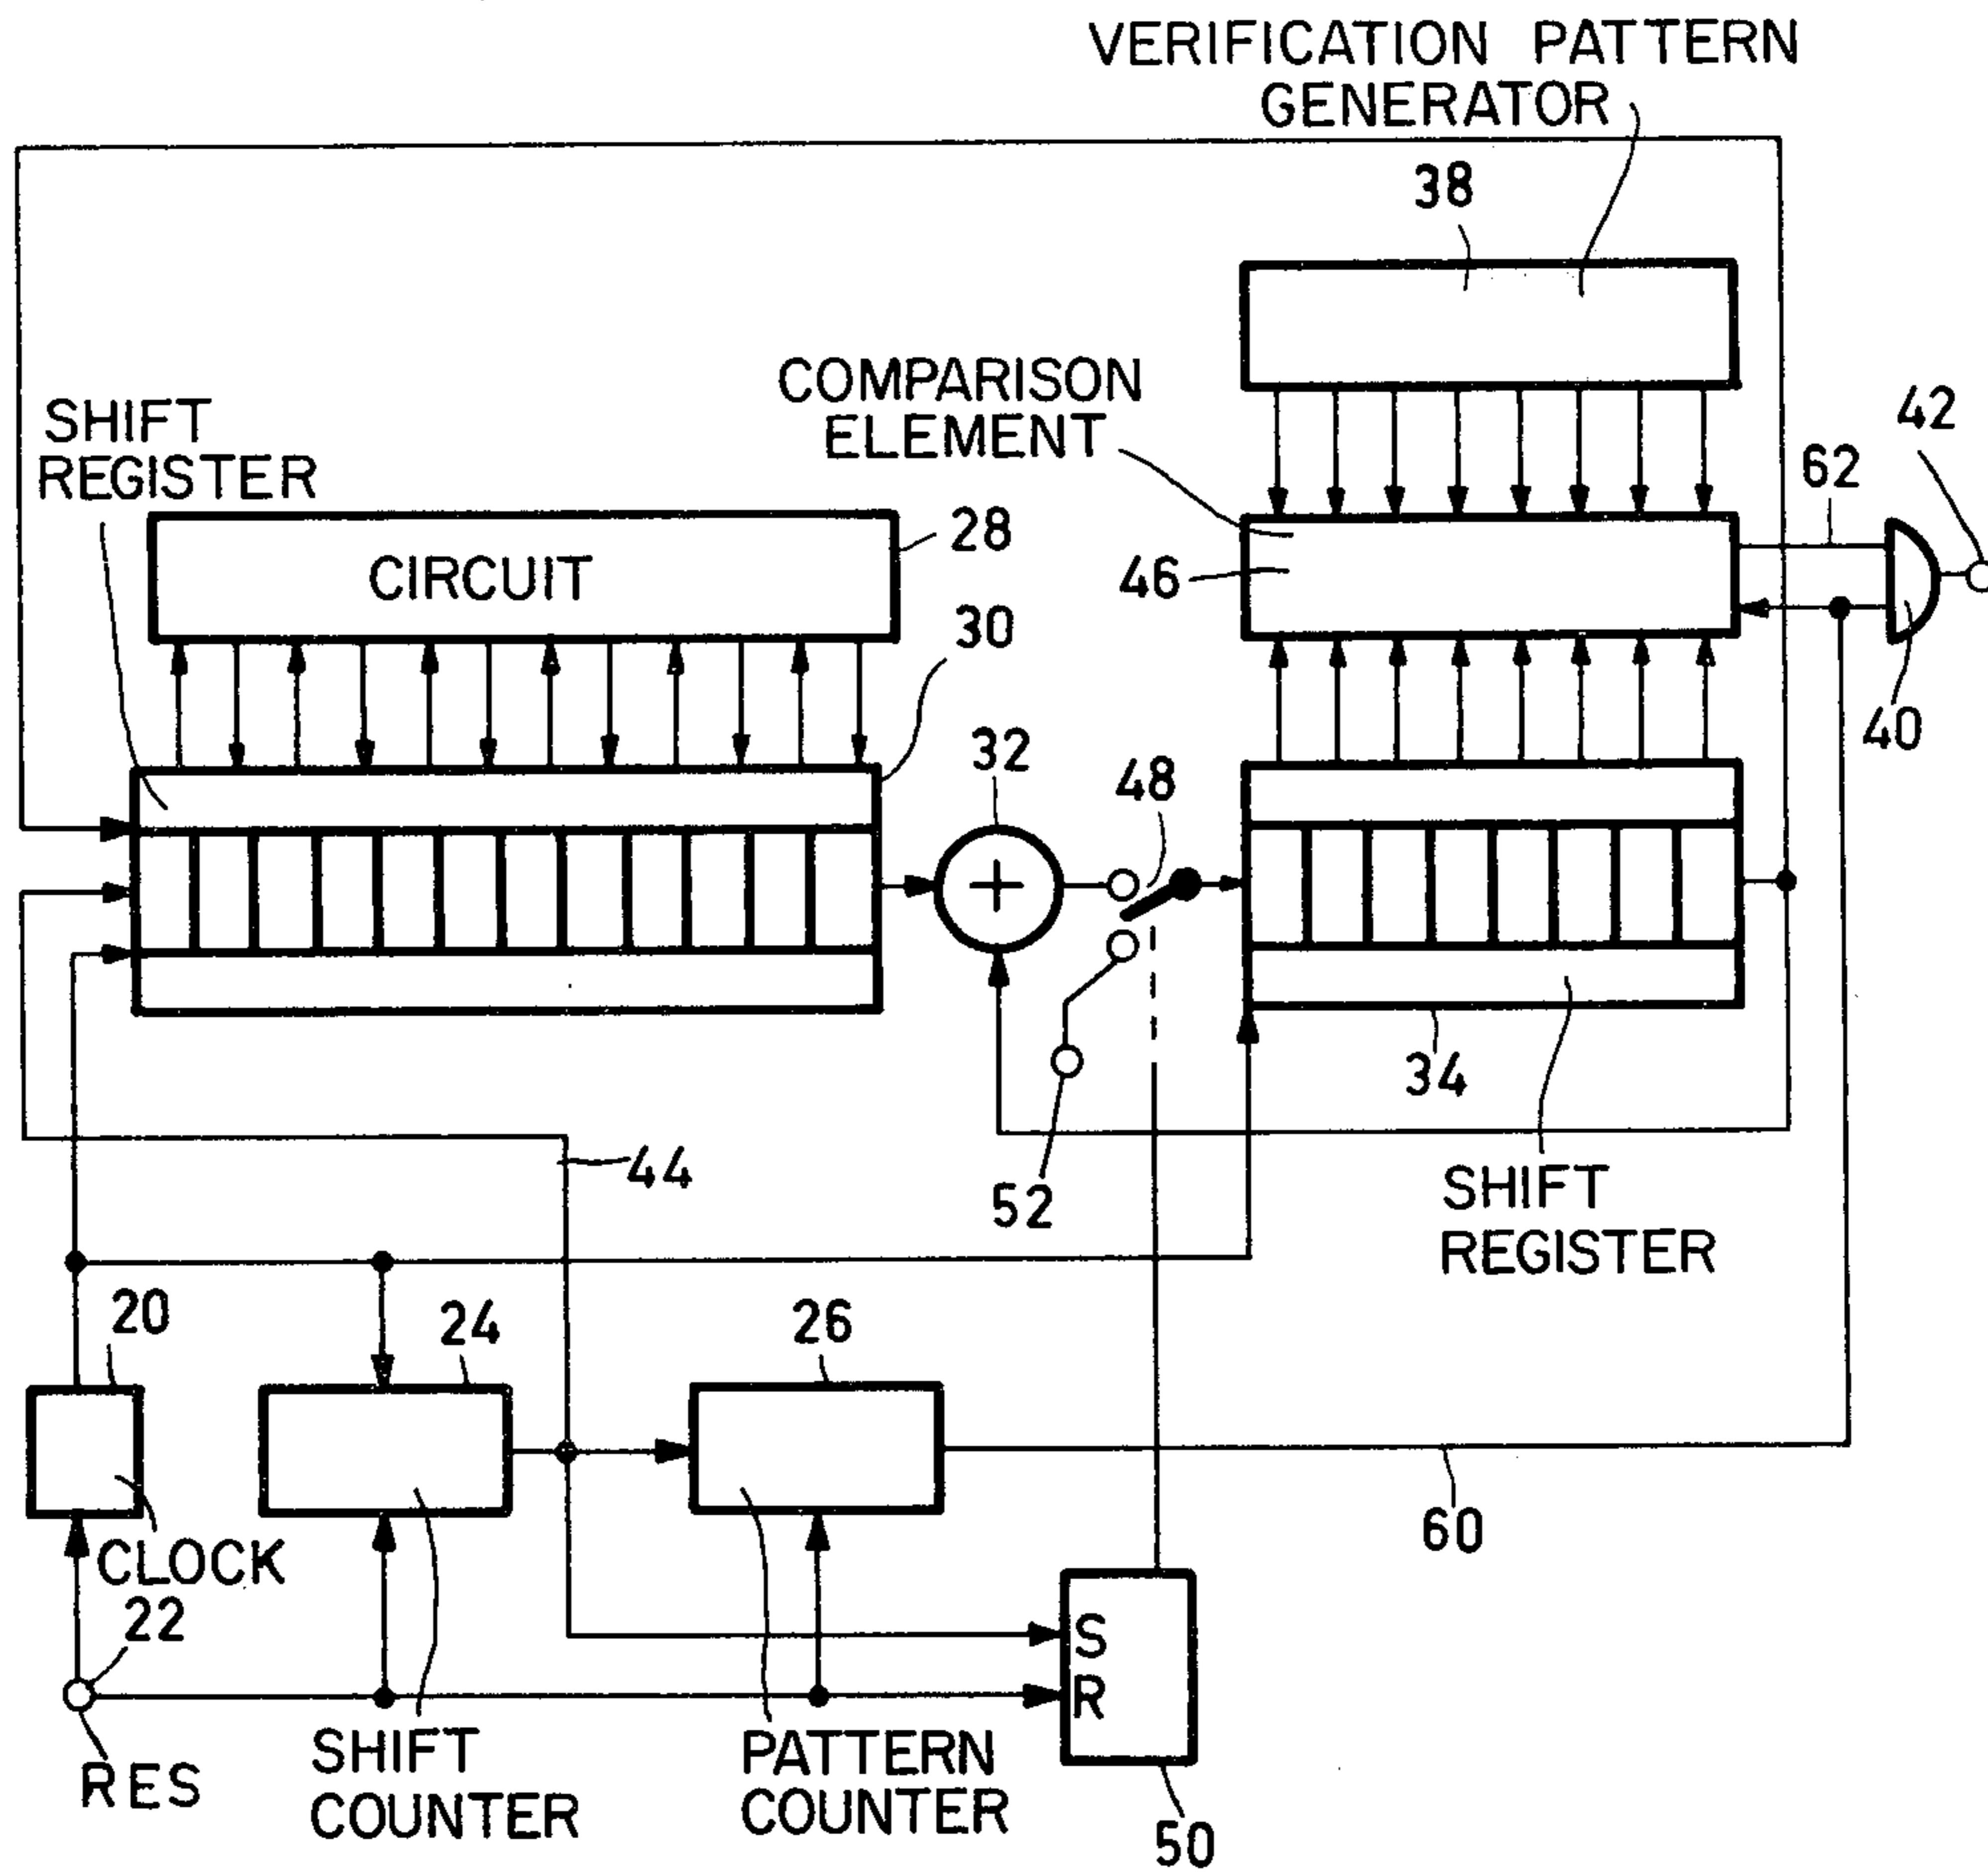 VERIFICATION PATTERN
GENERATOR
38
COMPARISON
ELEMENT
42
SHIFT
REGISTER
62
28
CIRCUIT
46
30
40
32
48
34
44
52
SHIFT
REGISTER
20
24
26
60
CLOCK
22
S
R
RES
SHIFT
COUNTER
PATTERN
COUNTER
50